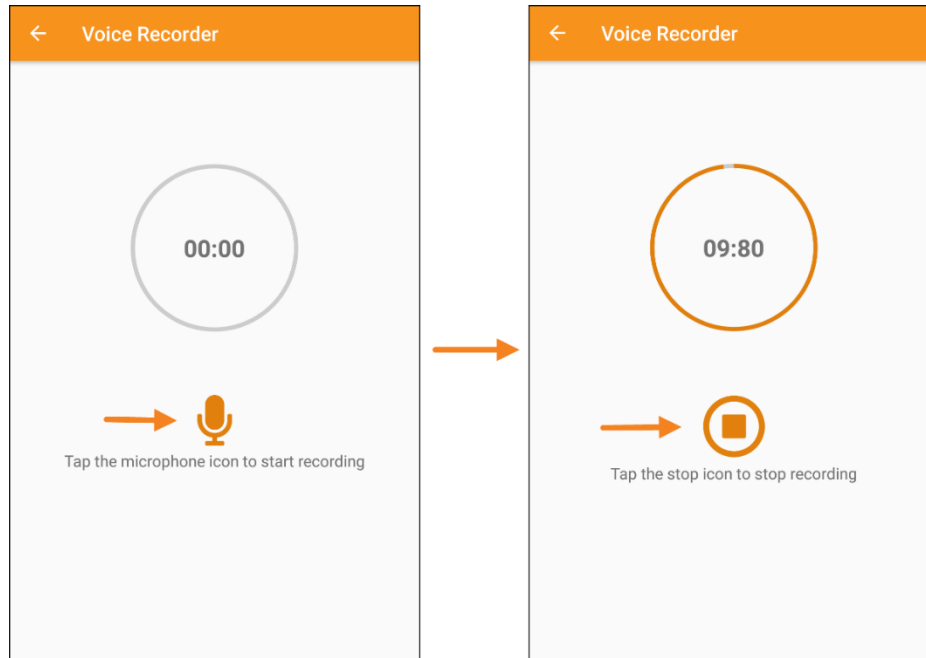 Voice Recorder
00:00
Tap the microphone icon to start recording
Voice Recorder
09:80
Tap the stop icon to stop recording